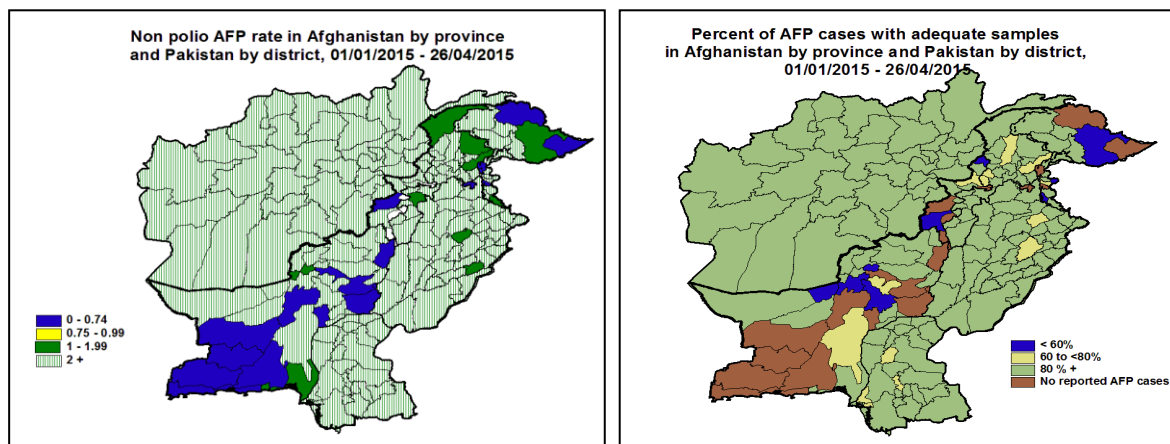 Non polio AFP rate in Afghanistan by province
and Pakistan by district, 01/01/2015 - 26/04/2015
0 - 0.74
0.75 - 0.99
1 - 1.99
2 +
Percent of AFP cases with adequate samples
in Afghanistan by province and Pakistan by district,
01/01/2015 - 26/04/2015
< 60%
60 to <80%
80 % +
No reported AFP cases